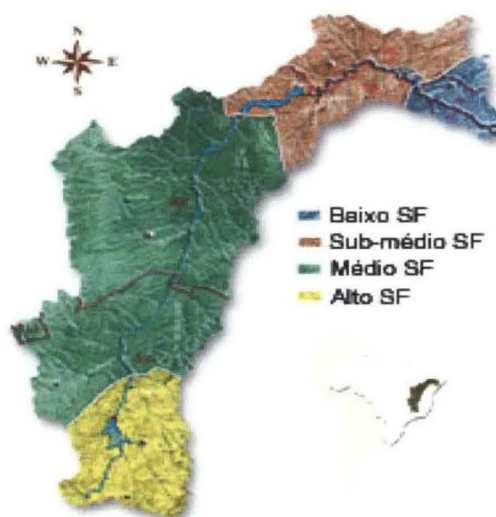 N
W E
S
Baixo SF
Sub-médio SF
Médio SF
Alto SF